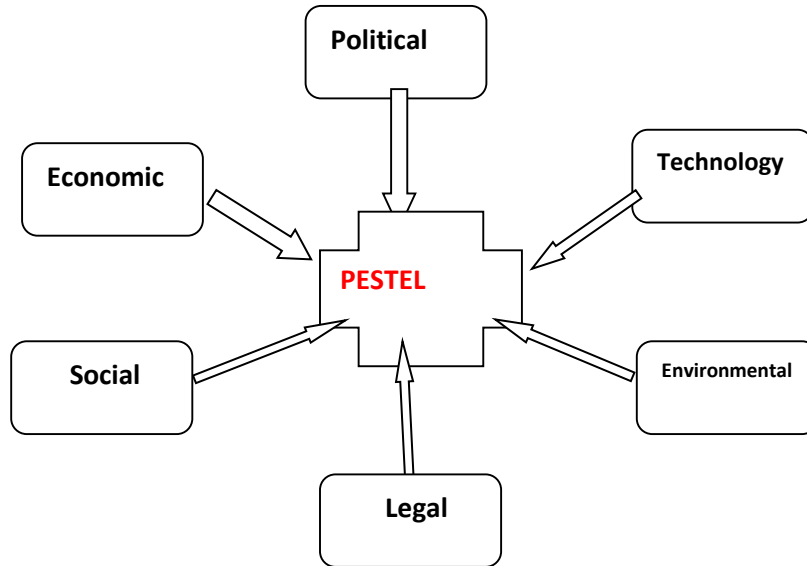 Political
Economic
Technology
PESTEL
Social
Environmental
Legal